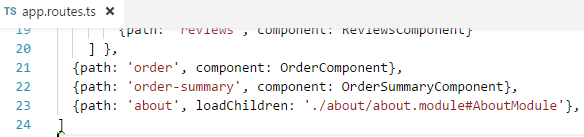 TS app.routes.ts ×
19 {path: 'reviews', component: ReviewsComponent}
20 ] },
21 {path: 'order', component: OrderComponent},
22 {path: 'order-summary', component: OrderSummaryComponent},
23 {path: 'about', loadChildren: './about/about.module#AboutModule'},
24 ]